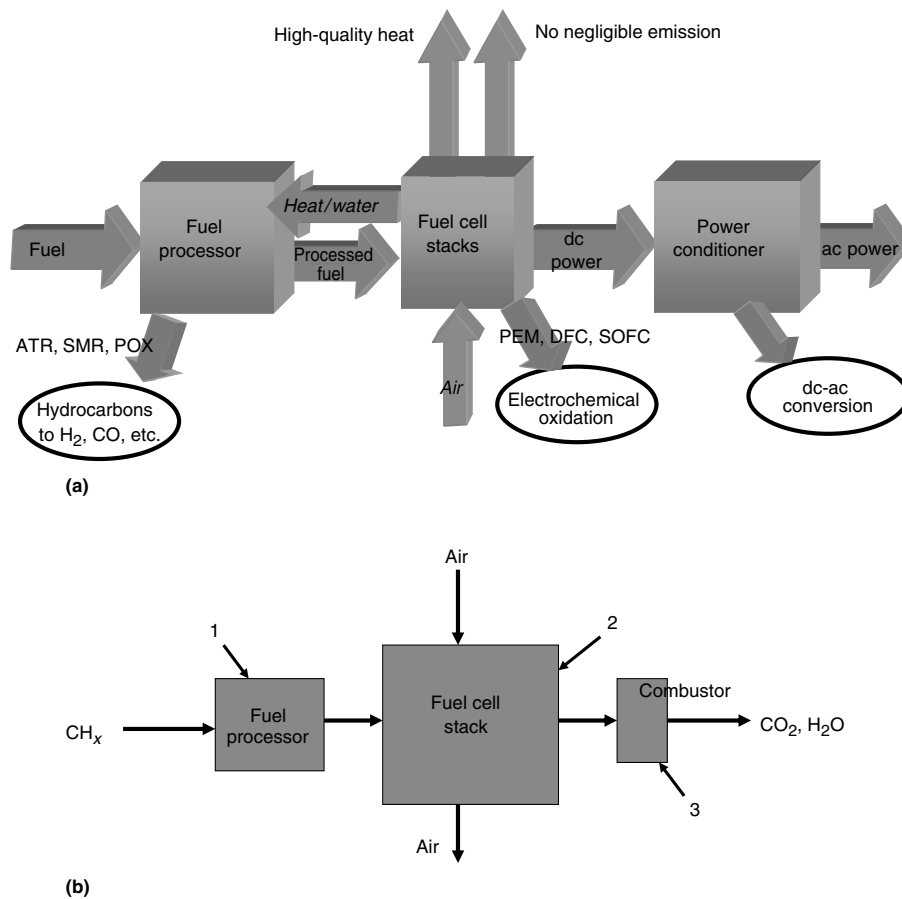 High-quality heat
No negligible emission
Fuel
Fuel
processor
Heat/water
Processed
fuel
Fuel cell
stacks
dc
power
Power
conditioner
ac power
ATR, SMR, POX
Air
PEM, DFC, SOFC
Hydrocarbons
to H₂, CO, etc.
Electrochemical
oxidation
dc-ac
conversion
(a)
Air
1
2
CHₓ
Fuel
processor
Fuel cell
stack
Combustor
CO₂, H₂O
3
Air
(b)